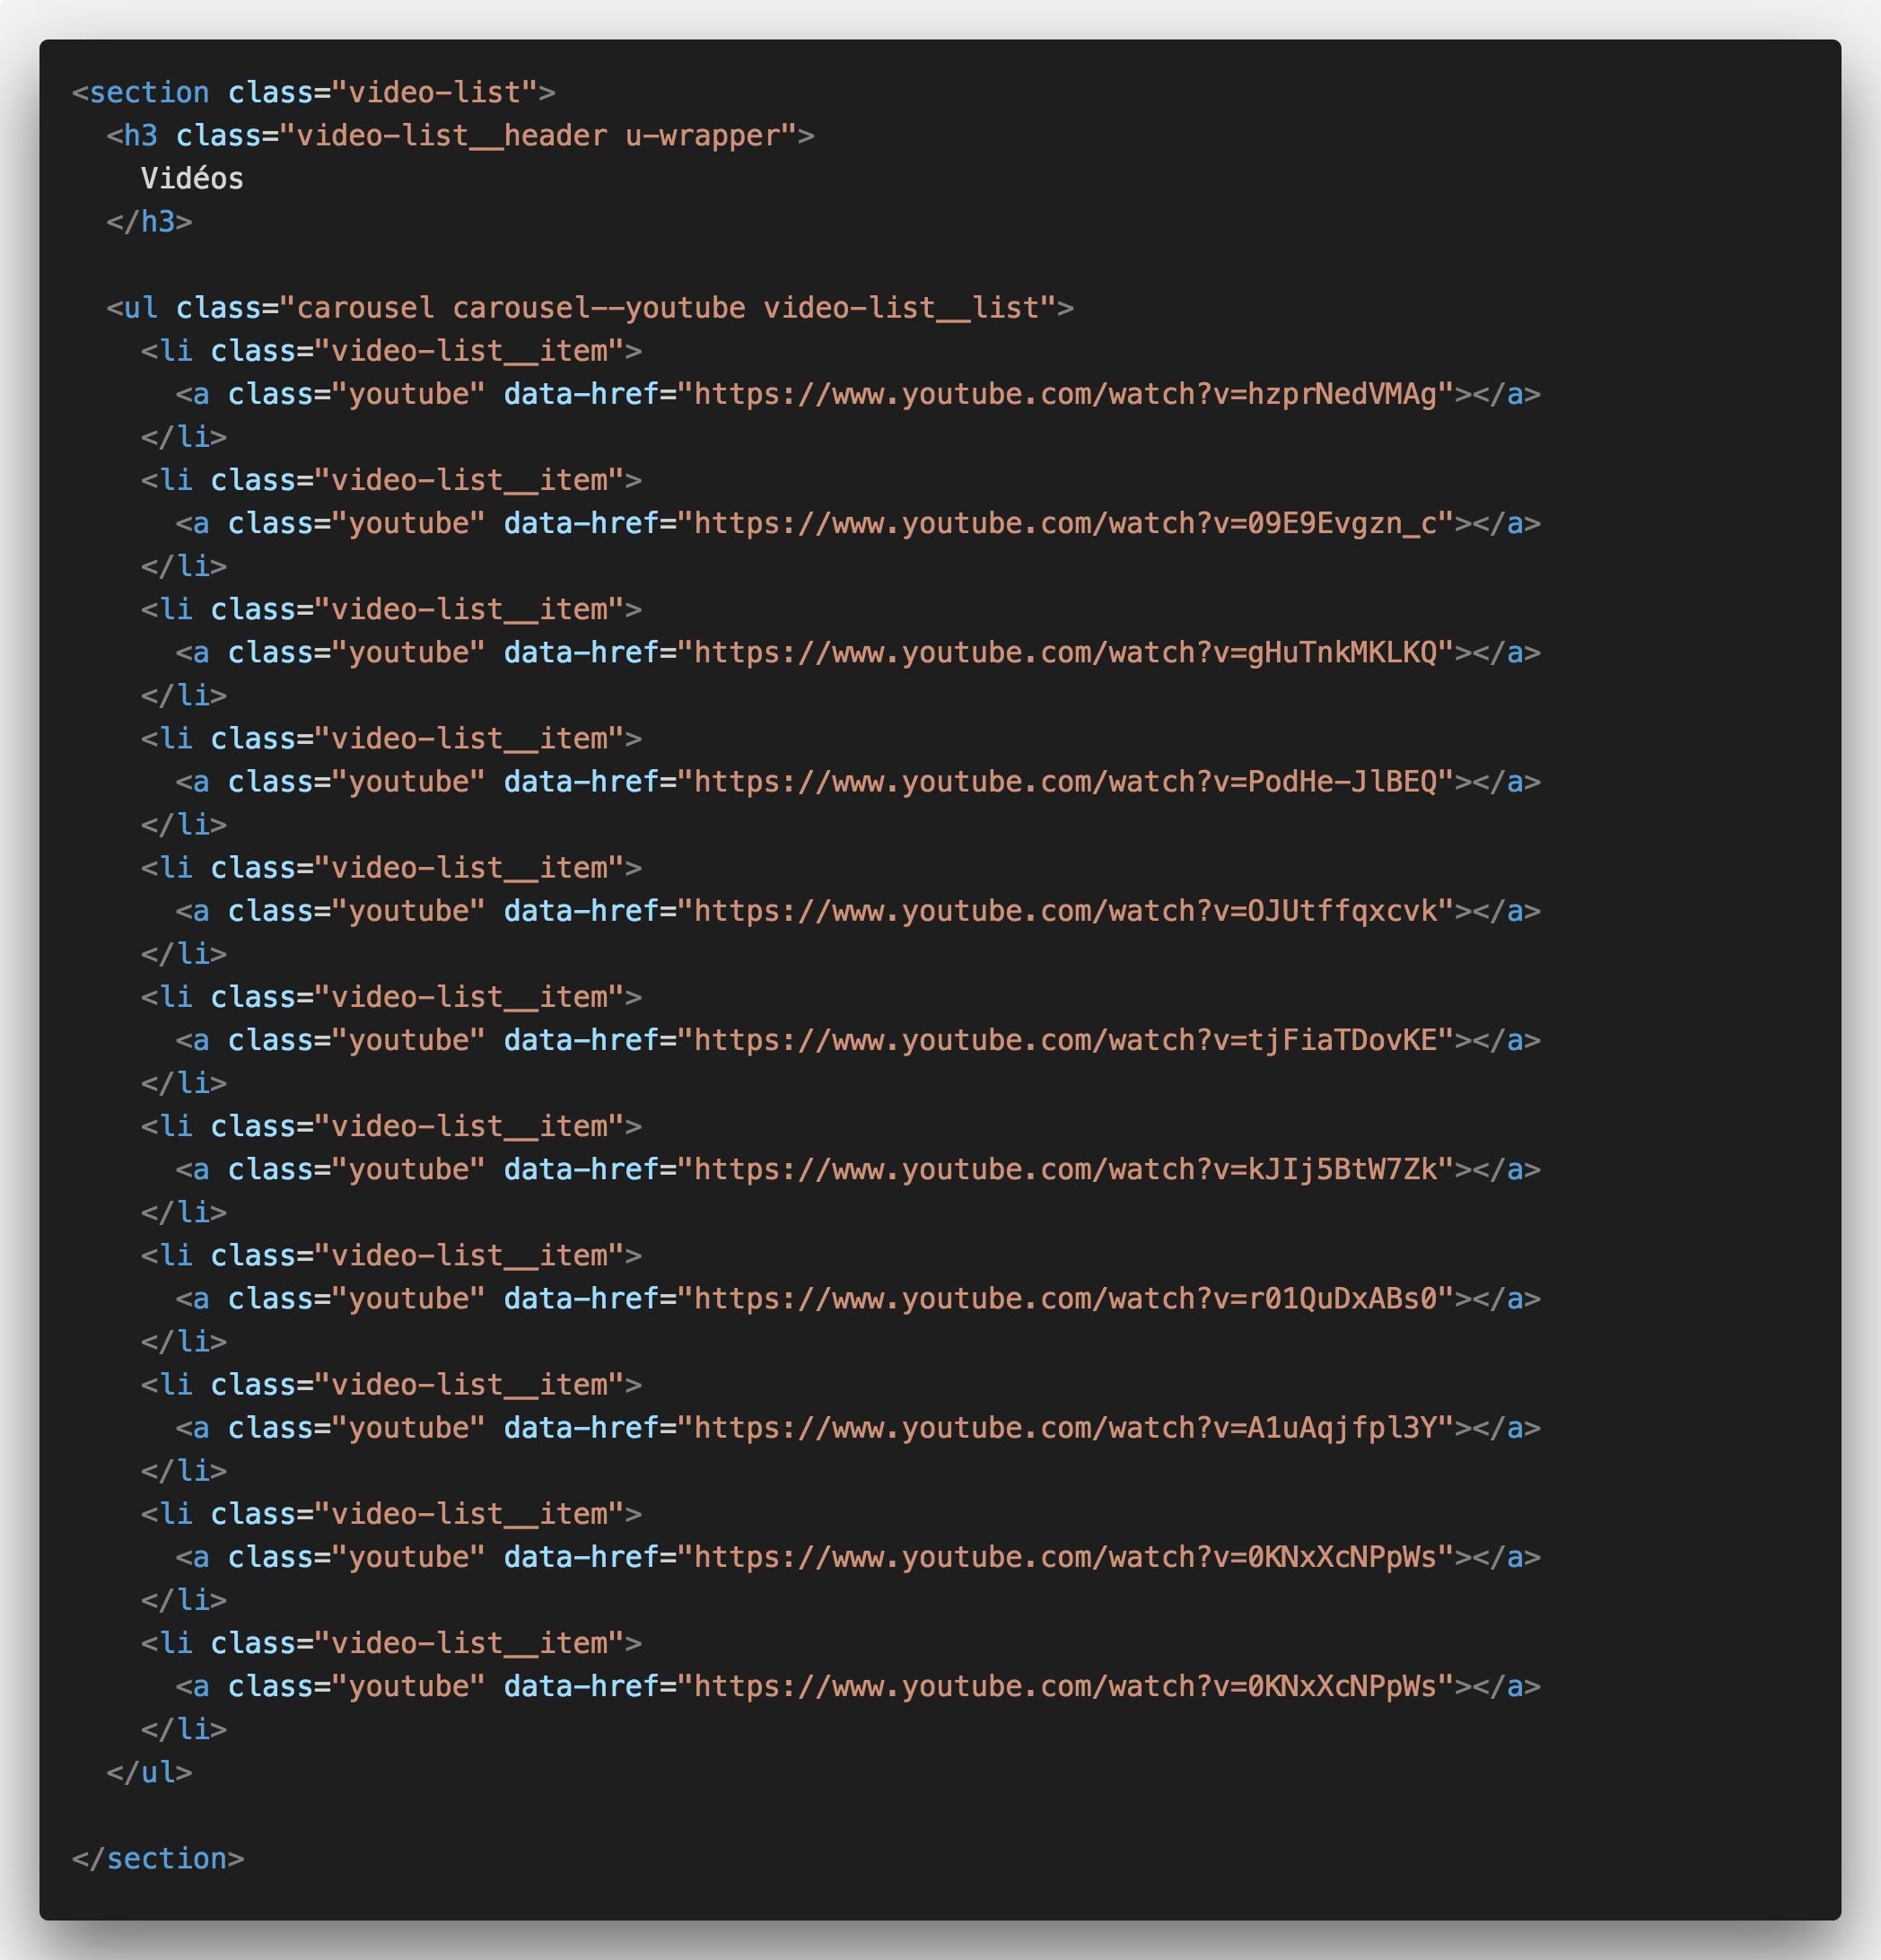 <section class="video-list">
  <h3 class="video-list__header u-wrapper">
    Vidéos
  </h3>

  <ul class="carousel carousel--youtube video-list__list">
    <li class="video-list__item">
      <a class="youtube" data-href="https://www.youtube.com/watch?v=hzprNedVMAg"></a>
    </li>
    <li class="video-list__item">
      <a class="youtube" data-href="https://www.youtube.com/watch?v=09E9Evgzn_c"></a>
    </li>
    <li class="video-list__item">
      <a class="youtube" data-href="https://www.youtube.com/watch?v=gHuTnkMKLKQ"></a>
    </li>
    <li class="video-list__item">
      <a class="youtube" data-href="https://www.youtube.com/watch?v=PodHe-JlBEQ"></a>
    </li>
    <li class="video-list__item">
      <a class="youtube" data-href="https://www.youtube.com/watch?v=OJUtffqxcvk"></a>
    </li>
    <li class="video-list__item">
      <a class="youtube" data-href="https://www.youtube.com/watch?v=tjFiaTDovKE"></a>
    </li>
    <li class="video-list__item">
      <a class="youtube" data-href="https://www.youtube.com/watch?v=kJIj5BtW7Zk"></a>
    </li>
    <li class="video-list__item">
      <a class="youtube" data-href="https://www.youtube.com/watch?v=r01QuDxABs0"></a>
    </li>
    <li class="video-list__item">
      <a class="youtube" data-href="https://www.youtube.com/watch?v=A1uAqjfpl3Y"></a>
    </li>
    <li class="video-list__item">
      <a class="youtube" data-href="https://www.youtube.com/watch?v=0KNxXcNPpWs"></a>
    </li>
    <li class="video-list__item">
      <a class="youtube" data-href="https://www.youtube.com/watch?v=0KNxXcNPpWs"></a>
    </li>
  </ul>

</section>